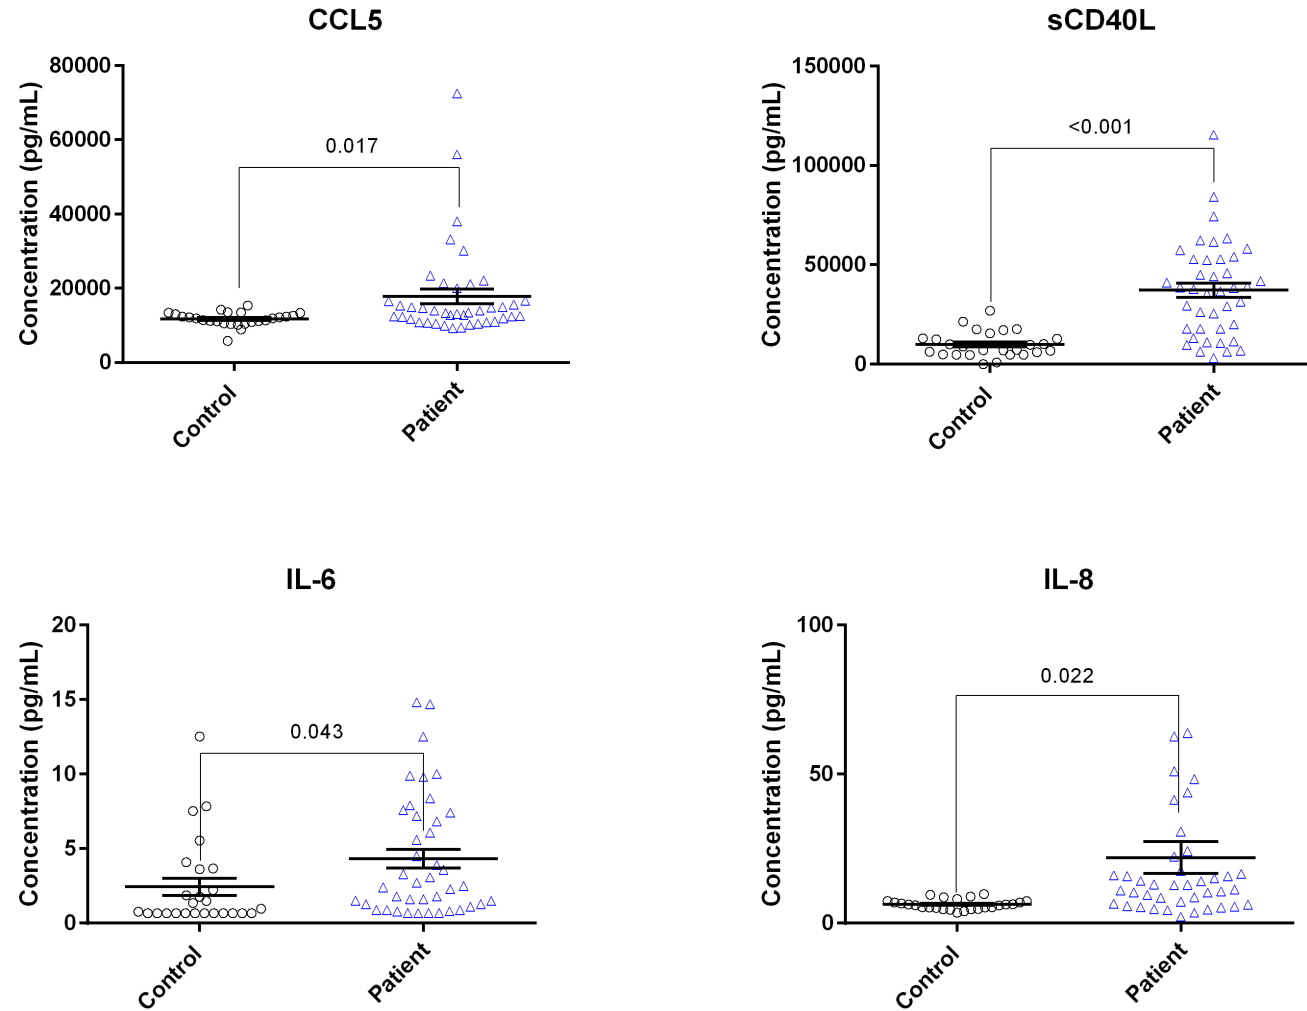 CCL5
Concentration (pg/mL)
80000
60000
40000
20000
0
0.017
Control
Patient
sCD40L
Concentration (pg/mL)
150000
100000
50000
0
<0.001
Control
Patient
IL-6
Concentration (pg/mL)
20
15
10
5
0
0.043
Control
Patient
IL-8
Concentration (pg/mL)
100
50
0
0.022
Control
Patient